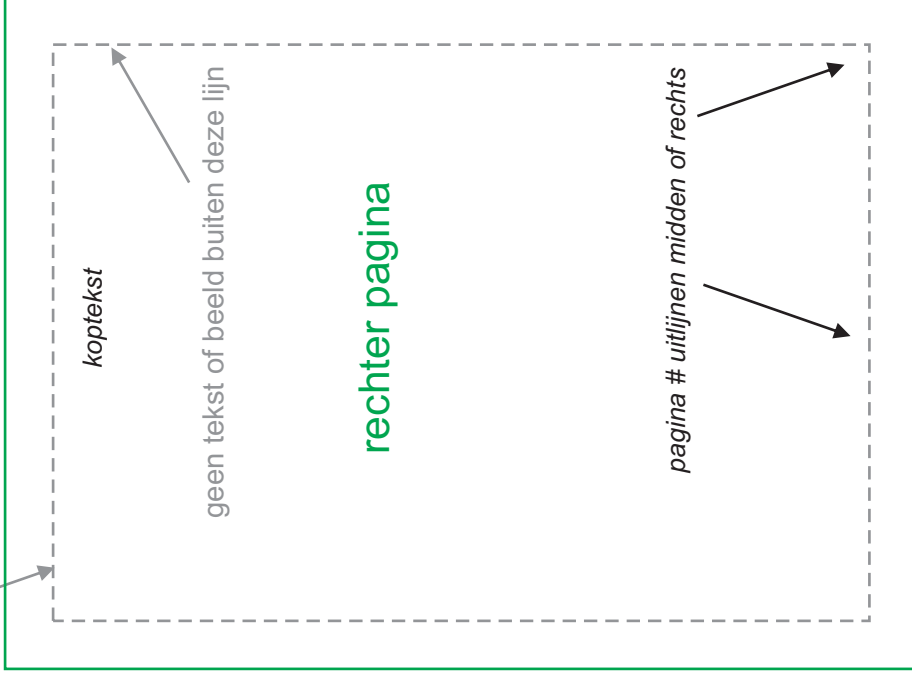 koptekst
geen tekst of beeld buiten deze lijn
rechter pagina
pagina # uitlijnen midden of rechts